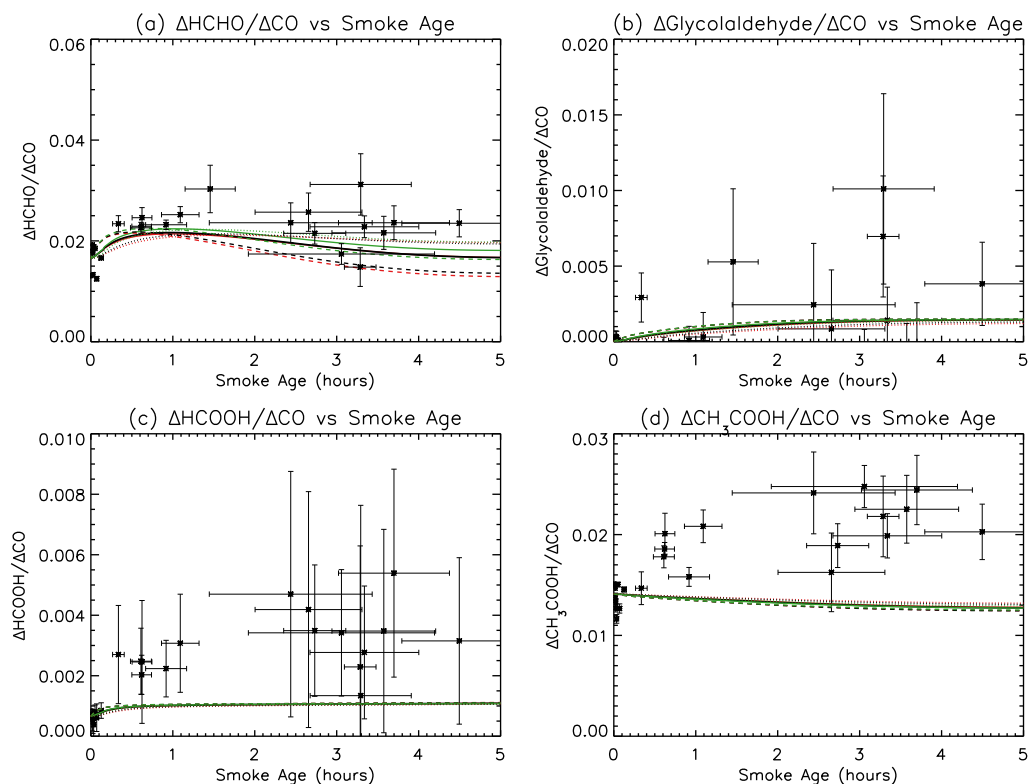 (a) ΔHCHO/ΔCO vs Smoke Age
(b) ΔGlycolaldehyde/ΔCO vs Smoke Age
0.06
0.04
0.02
0.00
ΔHCHO/ΔCO
0 1 2 3 4 5
Smoke Age (hours)
0.020
0.015
0.010
0.005
0.000
ΔGlycolaldehyde/ΔCO
0 1 2 3 4 5
Smoke Age (hours)
(c) ΔHCOOH/ΔCO vs Smoke Age
(d) ΔCH₃COOH/ΔCO vs Smoke Age
0.010
0.008
0.006
0.004
0.002
0.000
ΔHCOOH/ΔCO
0 1 2 3 4 5
Smoke Age (hours)
0.03
0.02
0.01
0.00
ΔCH₃COOH/ΔCO
0 1 2 3 4 5
Smoke Age (hours)